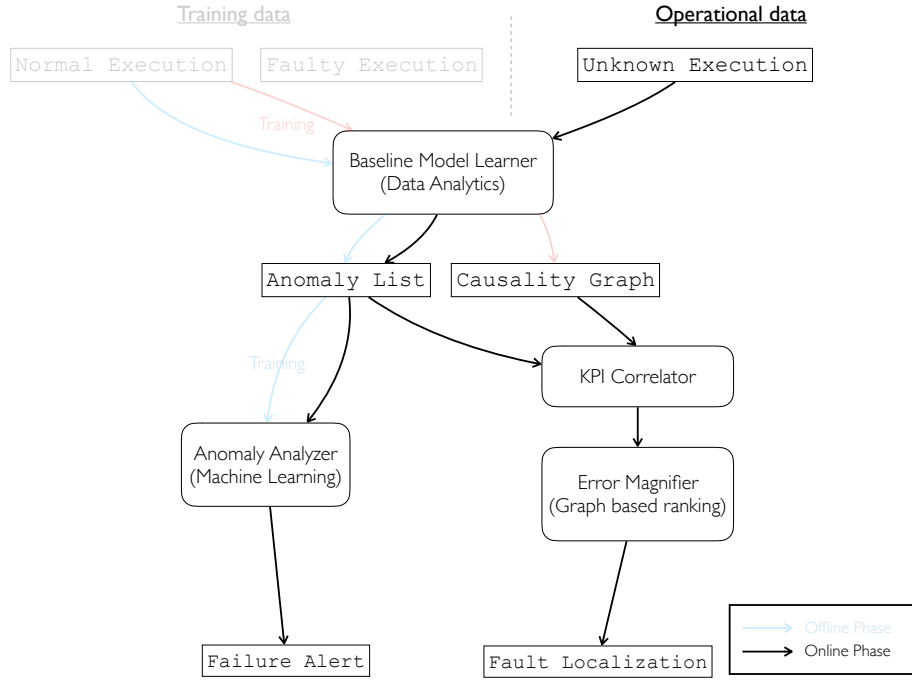 Training data
Operational data
Normal Execution
Faulty Execution
Unknown Execution
Training
Baseline Model Learner
(Data Analytics)
Anomaly List
Causality Graph
Training
KPI Correlator
Anomaly Analyzer
(Machine Learning)
Error Magnifier
(Graph based ranking)
Offline Phase
Online Phase
Failure Alert
Fault Localization